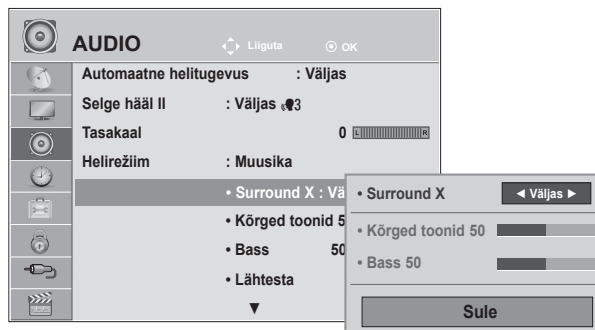 AUDIO Liiguta OK
Automaatne helitugevus : Väljas
Selge hääl II : Väljas 3
Tasakaal 0 L R
Helirežiim : Muusika
• Surround X : Vä
• Kõrged toonid 5
• Bass 50
• Lähtesta
▼
• Surround X ◄ Väljas ►
• Kõrged toonid 50
• Bass 50
Sule